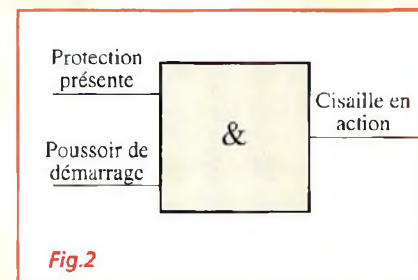 Protection
présente
Cisaille en
action
&
Poussoir de
démarrage
Fig.2